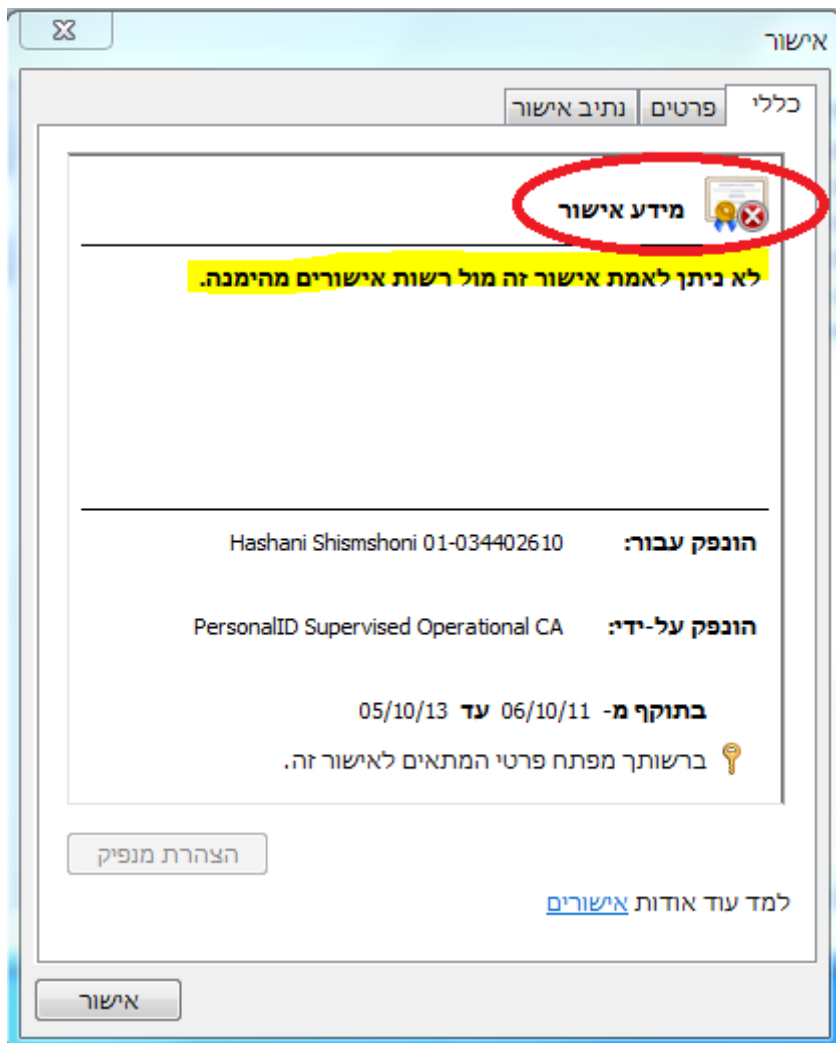 אישור
כללי
פרטים
נתיב אישור
מידע אישור
לא ניתן לאמת אישור זה מול רשות אישורים מהימנה.
הונפק עבור: Hashani Shismshoni 01-034402610
הונפק על-ידי: PersonalID Supervised Operational CA
בתוקף מ- 06/10/11 עד 05/10/13
ברשותך מפתח פרטי המתאים לאישור זה.
הצהרת מנפיק
למד עוד אודות אישורים
אישור